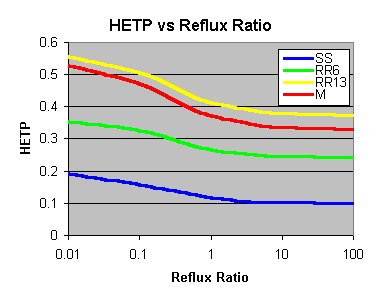 HETP vs Reflux Ratio
0.6
0.5
0.4
0.3
0.2
0.1
0
HETP
SS
RR6
RR13
M
0.01 0.1 1 10 100
Reflux Ratio